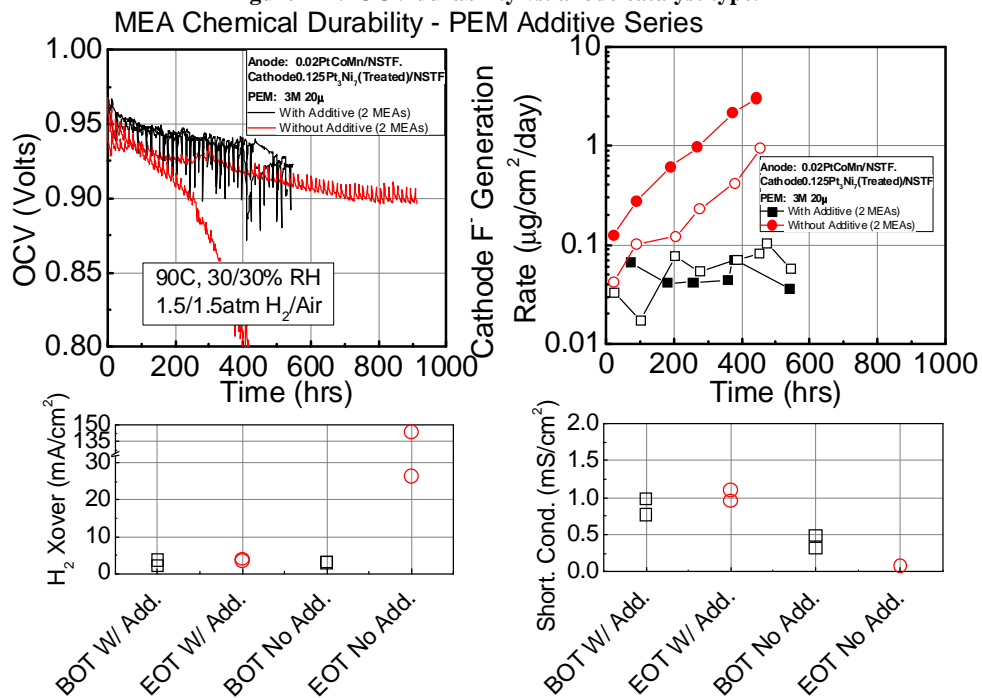 MEA Chemical Durability - PEM Additive Series
1.00
0.95
0.90
0.85
0.80
OCV (Volts)
Anode: 0.02PtCoMn/NSTF.
Cathode0.125Pt3Ni7(Treated)/NSTF
PEM: 3M 20µ
With Additive (2 MEAs)
Without Additive (2 MEAs)
90C, 30/30% RH
1.5/1.5atm H2/Air
0 200 400 600 800 1000
Time (hrs)
Cathode F- Generation
Rate (µg/cm2/day)
10
1
0.1
0.01
Anode: 0.02PtCoMn/NSTF.
Cathode0.125Pt3Ni7(Treated)/NSTF
PEM: 3M 20µ
With Additive (2 MEAs)
Without Additive (2 MEAs)
0 200 400 600 800 1000
Time (hrs)
H2 Xover (mA/cm2)
150
135
30
20
10
0
BOT W/ Add.
EOT W/ Add.
BOT No Add.
EOT No Add.
Short. Cond. (mS/cm2)
2.0
1.5
1.0
0.5
0.0
BOT W/ Add.
EOT W/ Add.
BOT No Add.
EOT No Add.